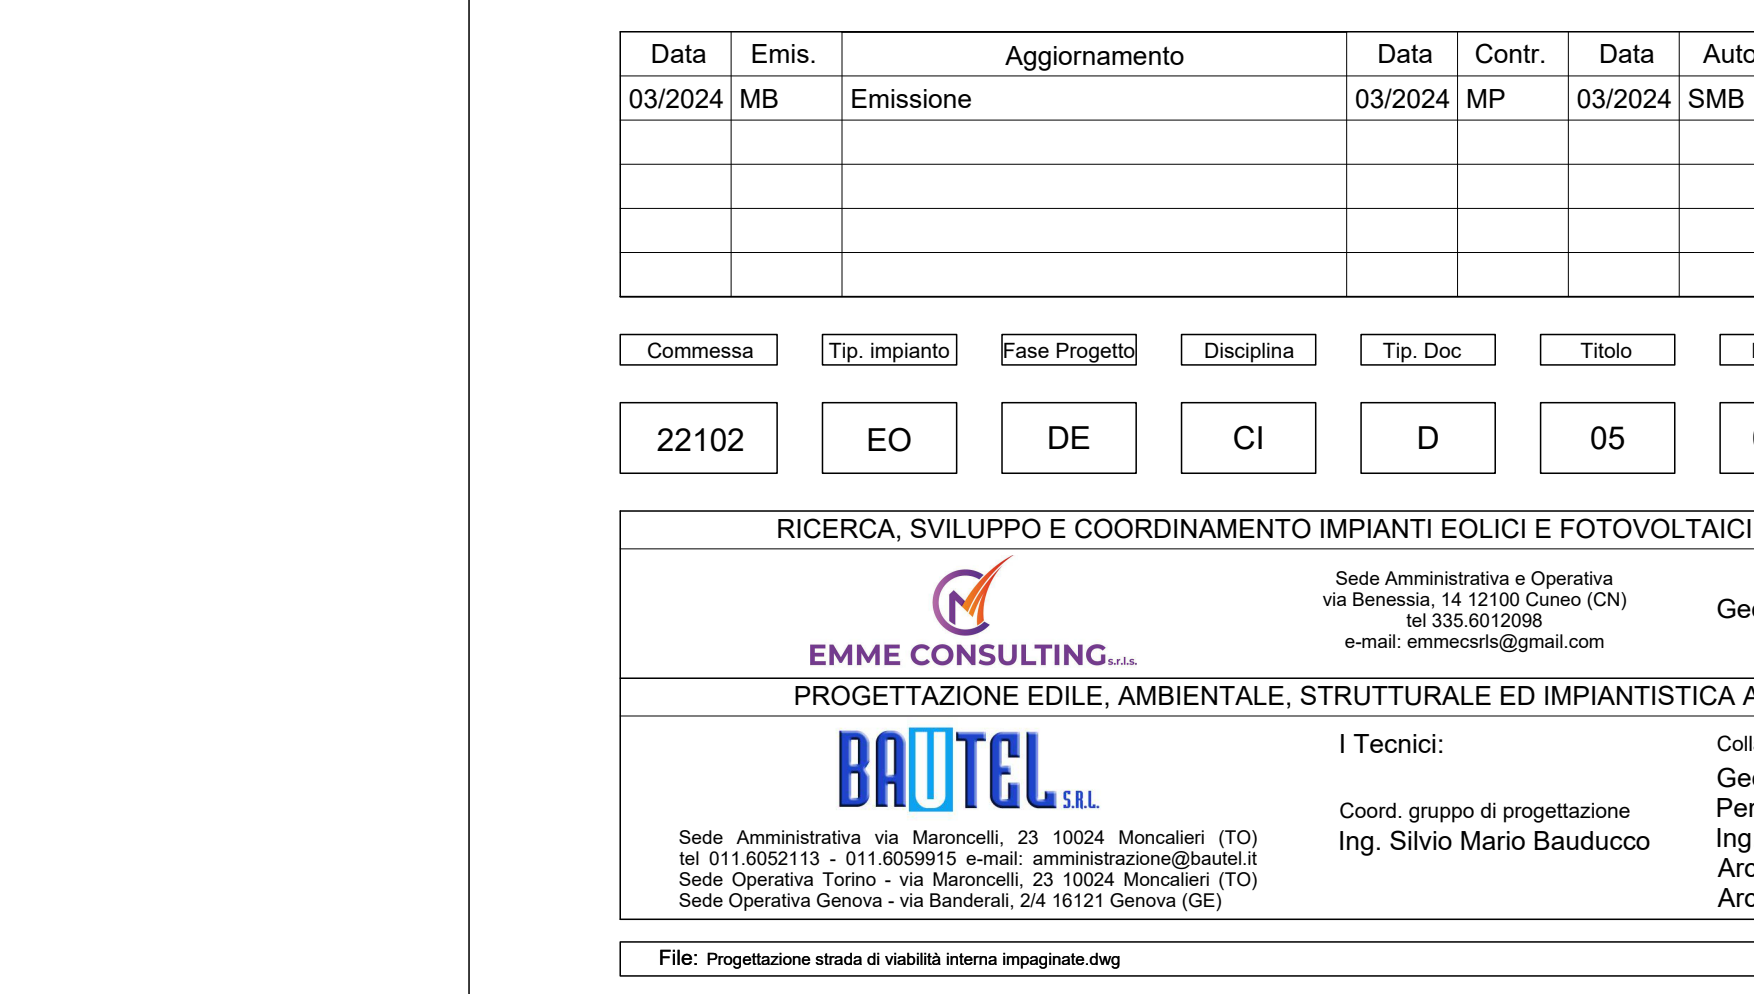 Data Emis. Aggiornamento Data Contr. Data
03/2024 MB Emissione 03/2024 MP 03/2024 SMB
Commessa Tip. impianto Fase Progetto Disciplina Tip. Doc Titolo
22102 EO DE CI D 05
RICERCA, SVILUPPO E COORDINAMENTO IMPIANTI EOLICI E FOTOVOLTAICI
EMME CONSULTING s.r.l.s.
Sede Amministrativa e Operativa
via Benessia, 14 12100 Cuneo (CN)
tel 335.6012098
e-mail: emmecsrls@gmail.com
PROGETTAZIONE EDILE, AMBIENTALE, STRUTTURALE ED IMPIANTISTICA
BAUTEL S.R.L.
Sede Amministrativa via Maroncelli, 23 10024 Moncalieri (TO)
tel 011.6052113 - 011.6059915 e-mail: amministrazione@bautel.it
Sede Operativa Torino - via Maroncelli, 23 10024 Moncalieri (TO)
Sede Operativa Genova - via Banderali, 2/4 16121 Genova (GE)
I Tecnici:
Coord. gruppo di progettazione
Ing. Silvio Mario Bauducco
File: Progettazione strada di viabilità interna impaginate.dwg